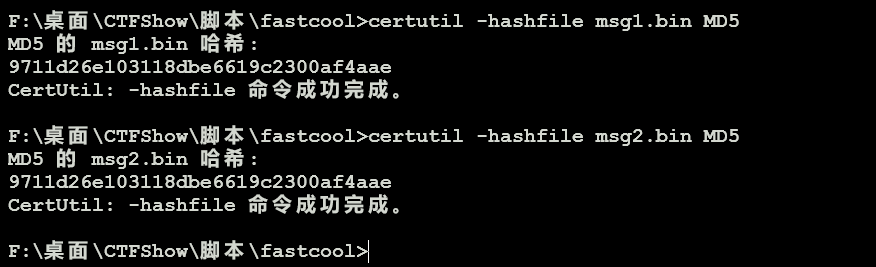 F:\桌面\CTFShow\脚本\fastcool>certutil -hashfile msg1.bin MD5
MD5 的 msg1.bin 哈希:
9711d26e103118dbe6619c2300af4aae
CertUtil: -hashfile 命令成功完成。
F:\桌面\CTFShow\脚本\fastcool>certutil -hashfile msg2.bin MD5
MD5 的 msg2.bin 哈希:
9711d26e103118dbe6619c2300af4aae
CertUtil: -hashfile 命令成功完成。
F:\桌面\CTFShow\脚本\fastcool>